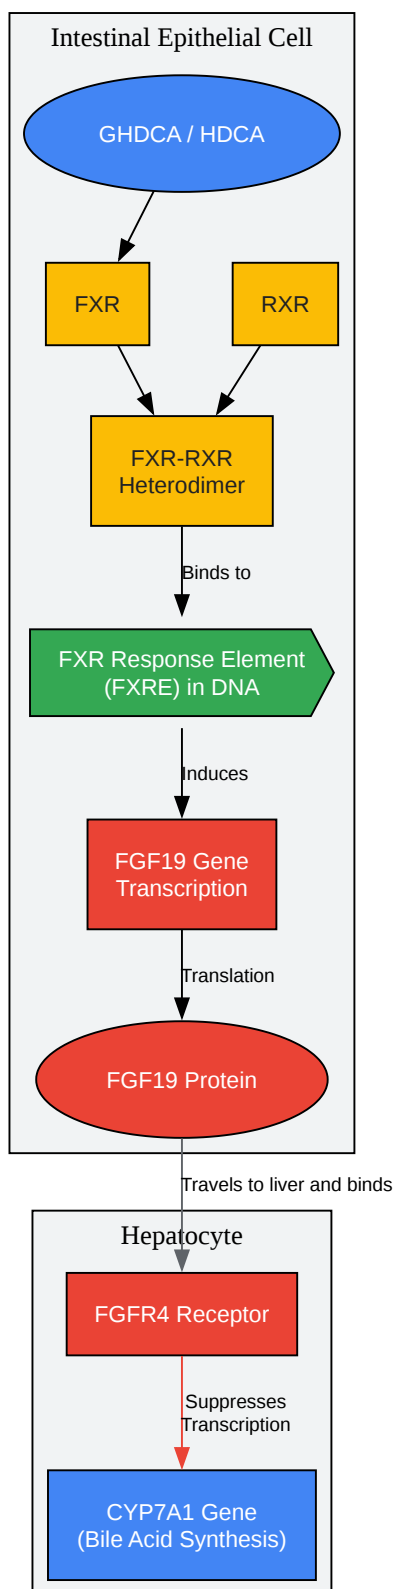 Intestinal Epithelial Cell
GHDCA / HDCA
FXR
RXR
FXR-RXR
Heterodimer
Binds to
FXR Response Element
(FXRE) in DNA
Induces
FGF19 Gene
Transcription
Translation
FGF19 Protein
Travels to liver and binds
Hepatocyte
FGFR4 Receptor
Suppresses
Transcription
CYP7A1 Gene
(Bile Acid Synthesis)